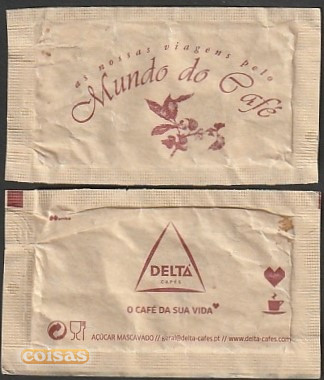 as nossas viagens pelo
Mundo do Café
DELTA
CAFÉS
O CAFÉ DA SUA VIDA
AÇÚCAR MASCAVADO // geral@delta-cafes.pt // www.delta-cafes.com
coisas